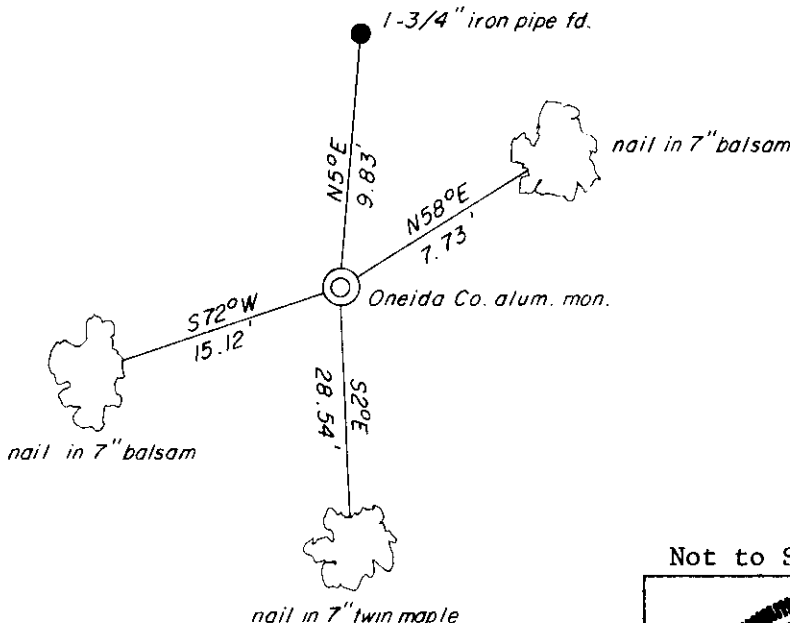 1-3/4" iron pipe fd.
nail in 7" balsam
N5°E
9.83'
N58°E
7.73'
Oneida Co. alum. mon.
S72°W
15.12'
S2°E
28.54'
nail in 7" balsam
nail in 7" twin maple
Not to S